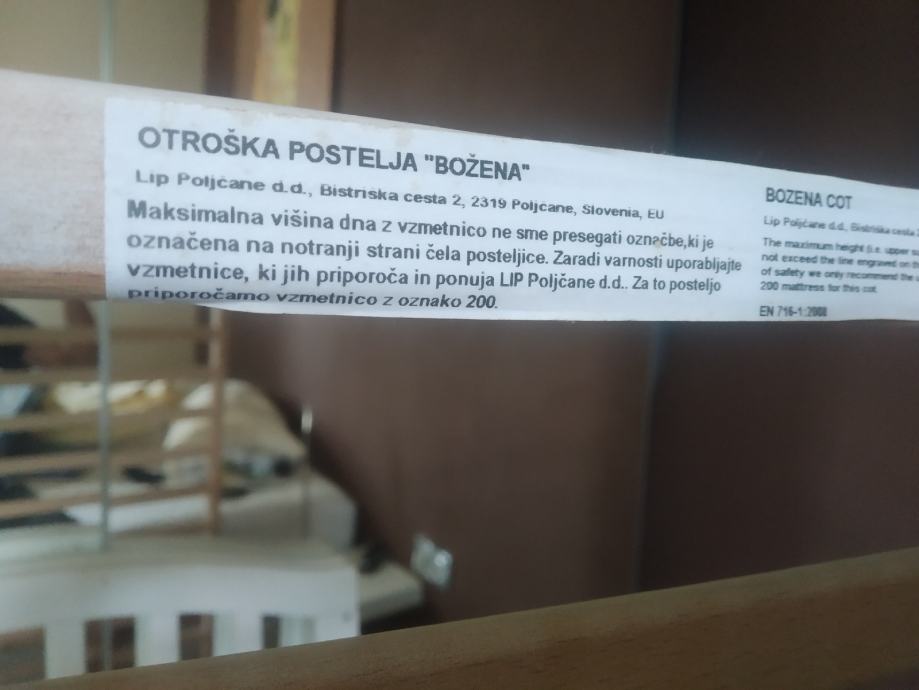 OTROŠKA POSTELJA "BOŽENA"
Lip Poljčane d.d., Bistriška cesta 2, 2319 Poljčane, Slovenia, EU
Maksimalna višina dna z vzmetnico ne sme presegati označbe,ki je
označena na notranji strani čela posteljice. Zaradi varnosti uporabljajte
vzmetnice, ki jih priporoča in ponuja LIP Poljčane d.d.. Za to posteljo
priporočamo vzmetnico z oznako 200.
BOZENA COT
Lip Poljčane d.d., Bistriška cesta
The maximum height (i.e. upper
not exceed the line engraved on
of safety we only recommend the
200 mattress for this cot.
EN 716-1:2008